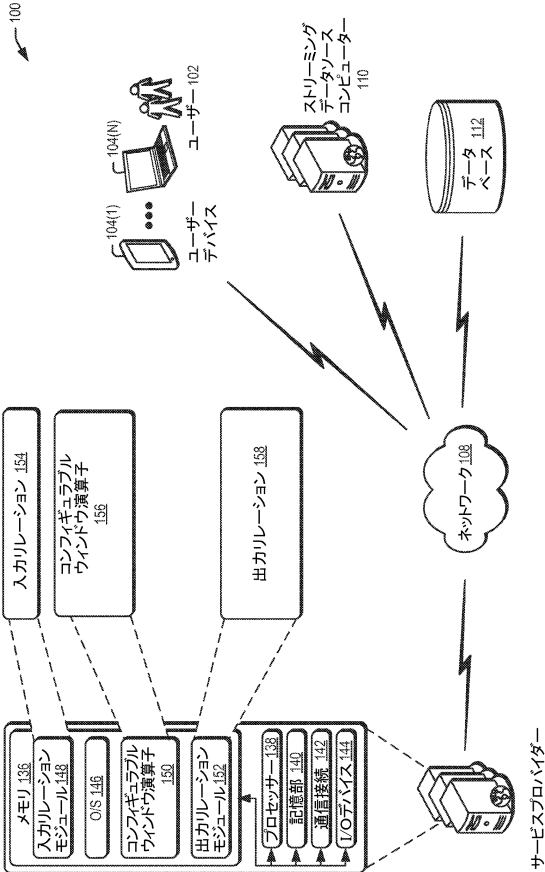 100
メモリ 136
入力リレーション
モジュール 148
O/S 146
コンフィギュラブル
ウィンドウ演算子
150
出力リレーション
モジュール 152
プロセッサー 138
記憶部 140
通信接続 142
I/Oデバイス 144
入力リレーション 154
コンフィギュラブル
ウィンドウ演算子
156
出力リレーション 158
104(1)
104(N)
ユーザー 102
ユーザー
デバイス
ストリーミング
データソース
コンピューター
110
データ
ベース 112
ネットワーク 108
サービスプロバイダー